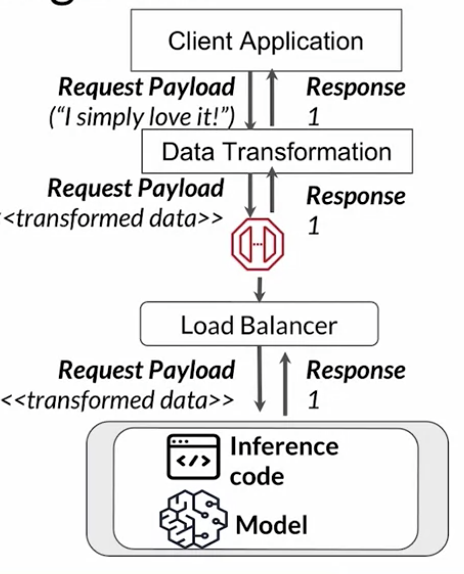 Client Application
Request Payload
("I simply love it!")
Response
1
Data Transformation
Request Payload
<transformed data>>
Response
1
Load Balancer
Request Payload
<<transformed data>>
Response
1
</>
Inference
code
Model